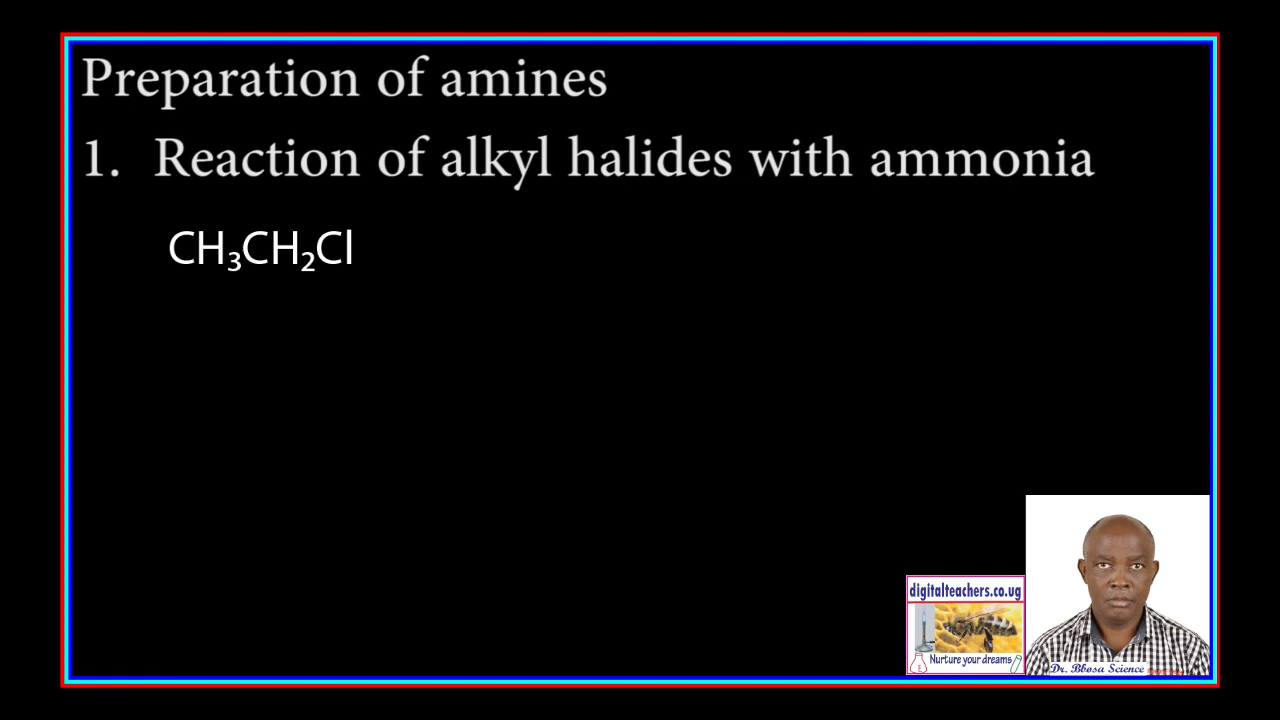 Preparation of amines
1. Reaction of alkyl halides with ammonia
CH₃CH₂Cl
digitalteachers.co.ug
Nurture your dreams
Dr. Bbosa Science